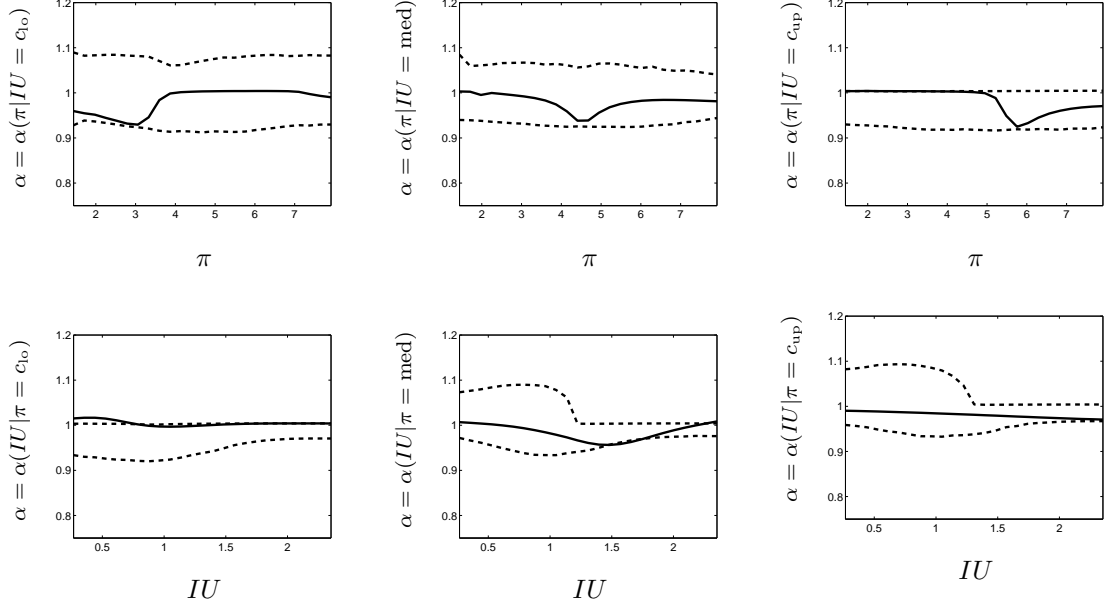 α = α(π|IU = c_lo)
1.2
1.1
1
0.9
0.8
2 3 4 5 6 7
π
α = α(π|IU = med)
1.2
1.1
1
0.9
0.8
2 3 4 5 6 7
π
α = α(π|IU = c_up)
1.2
1.1
1
0.9
0.8
2 3 4 5 6 7
π
α = α(IU|π = c_lo)
1.2
1.1
1
0.9
0.8
0.5 1 1.5 2
IU
α = α(IU|π = med)
1.2
1.1
1
0.9
0.8
0.5 1 1.5 2
IU
α = α(IU|π = c_up)
1.2
1.1
1
0.9
0.8
0.5 1 1.5 2
IU